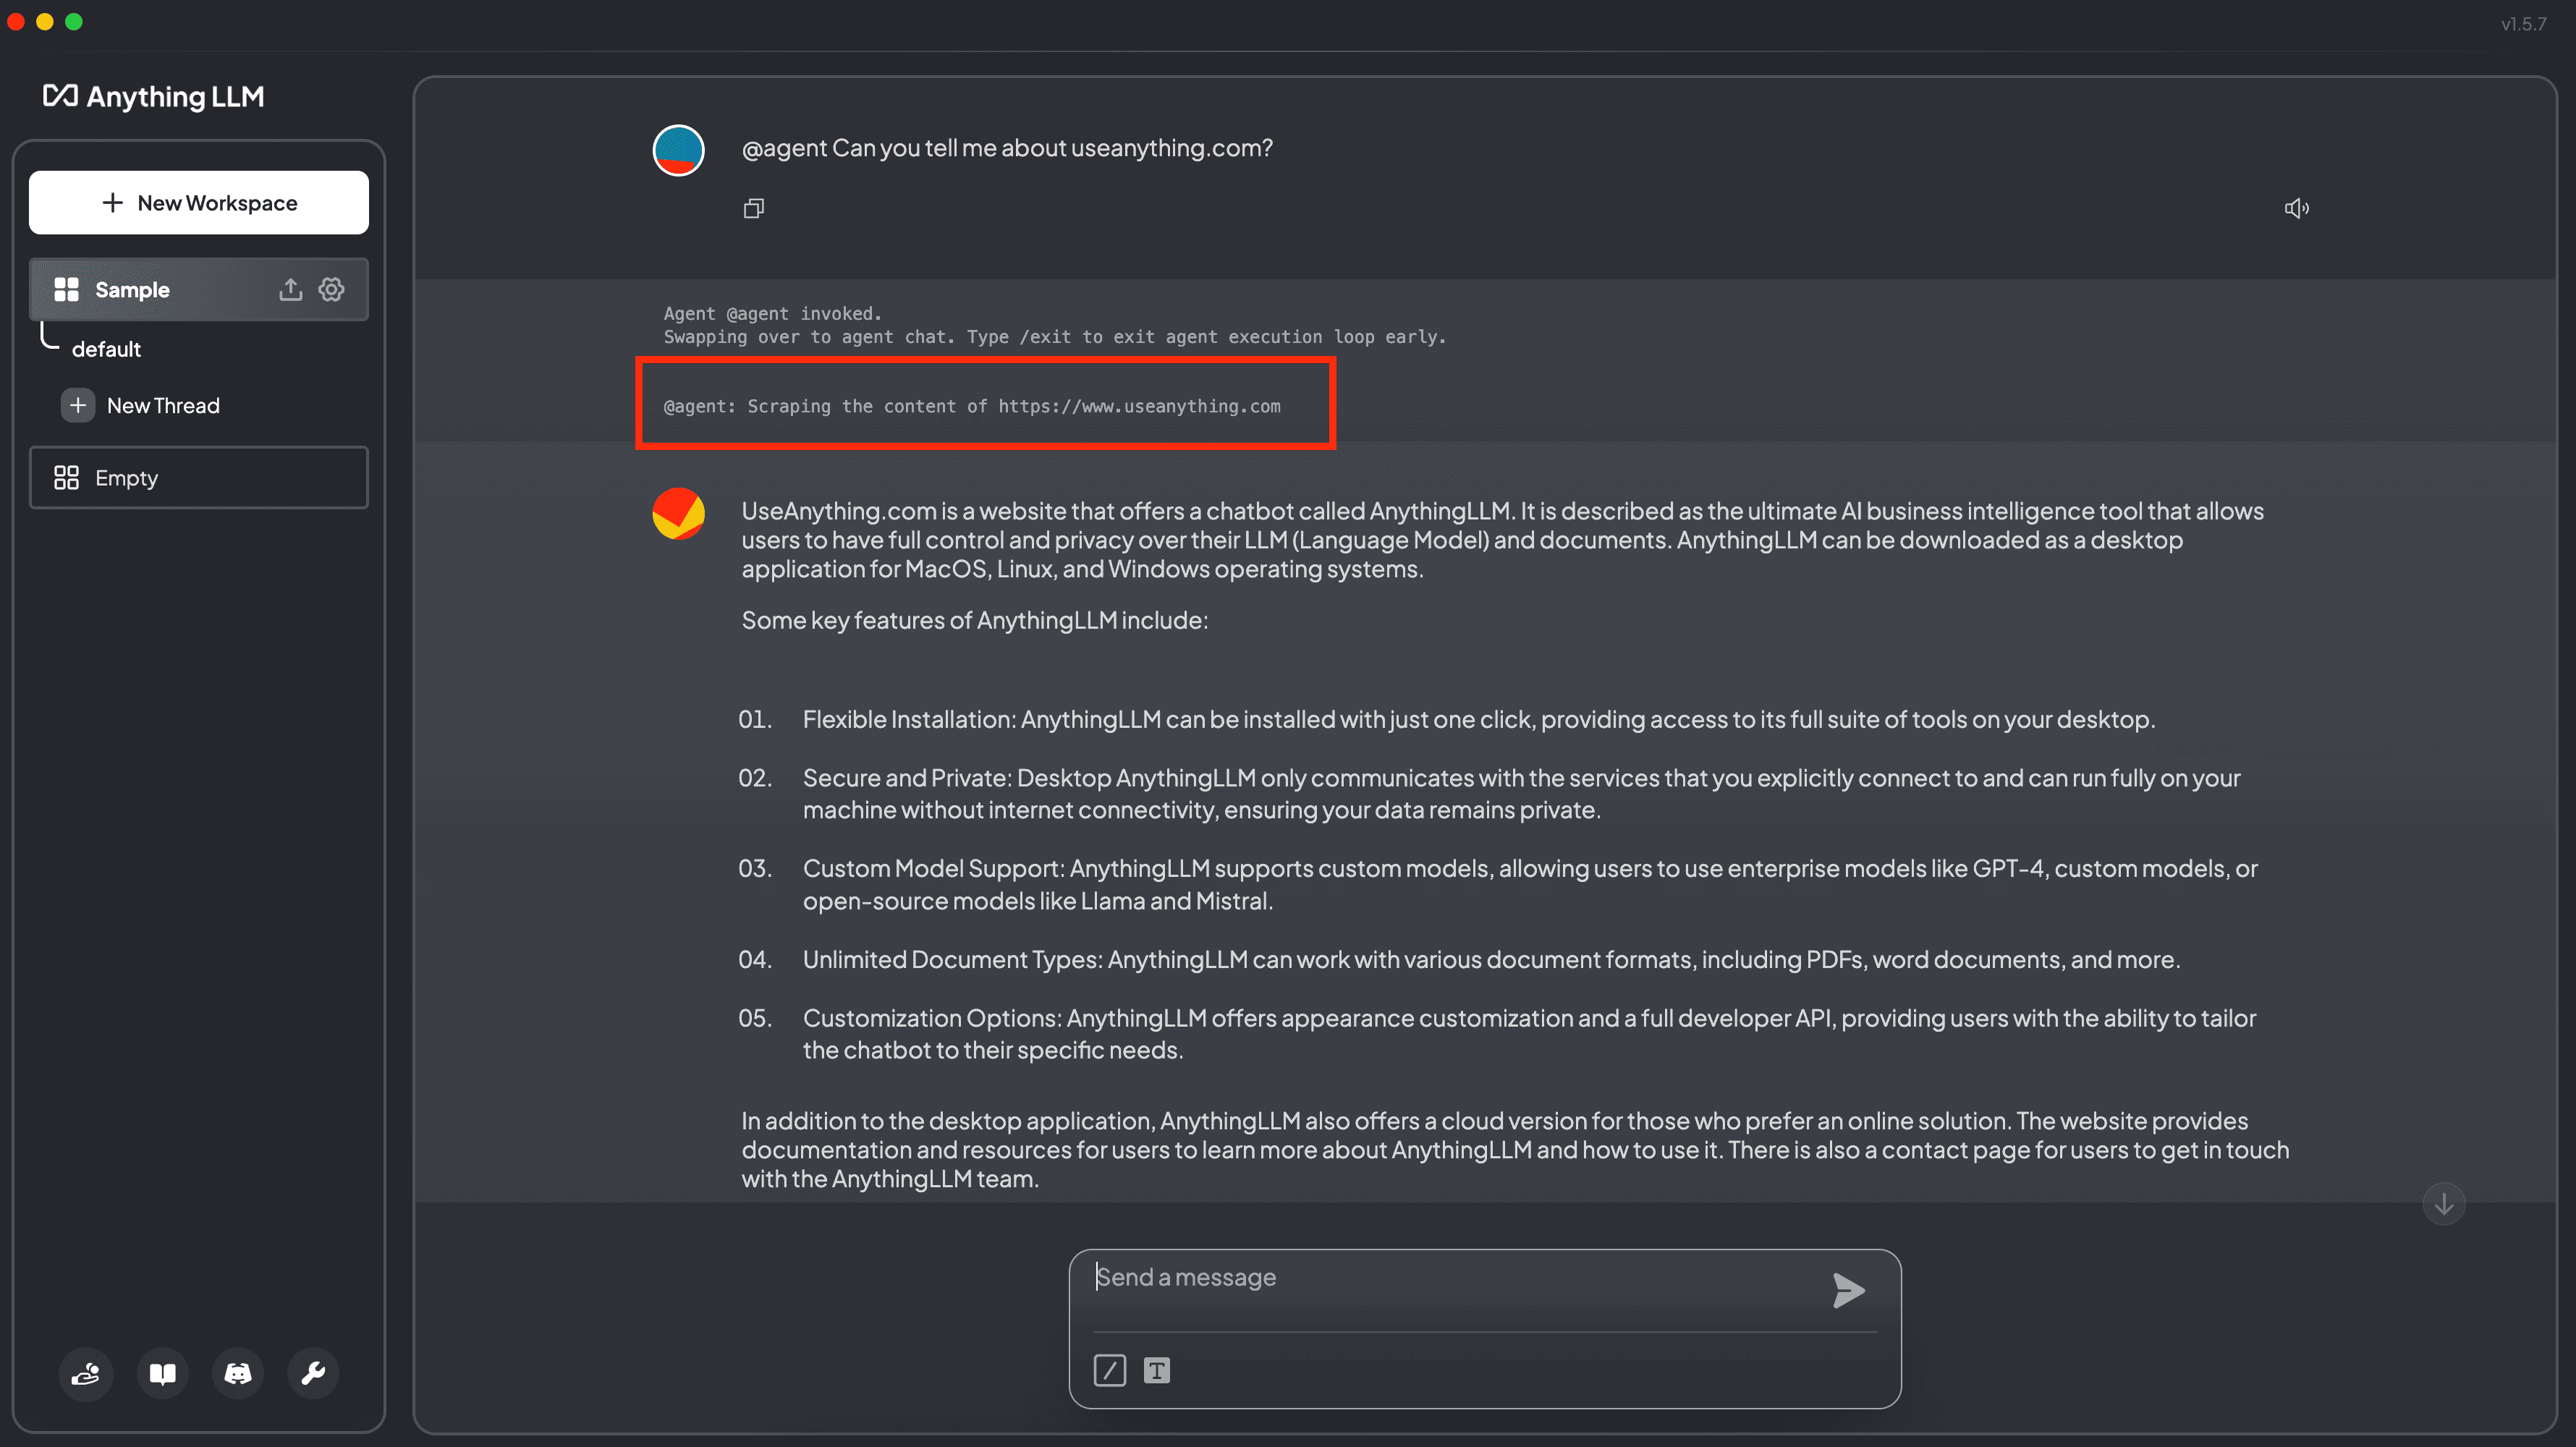 v1.5.7
Anything LLM
New Workspace
Sample
default
New Thread
Empty
@agent Can you tell me about useanything.com?
Agent @agent invoked.
Swapping over to agent chat. Type /exit to exit agent execution loop early.
@agent: Scraping the content of https://www.useanything.com
UseAnything.com is a website that offers a chatbot called AnythingLLM. It is described as the ultimate AI business intelligence tool that allows
users to have full control and privacy over their LLM (Language Model) and documents. AnythingLLM can be downloaded as a desktop
application for MacOS, Linux, and Windows operating systems.
Some key features of AnythingLLM include:
01. Flexible Installation: AnythingLLM can be installed with just one click, providing access to its full suite of tools on your desktop.
02. Secure and Private: Desktop AnythingLLM only communicates with the services that you explicitly connect to and can run fully on your
machine without internet connectivity, ensuring your data remains private.
03. Custom Model Support: AnythingLLM supports custom models, allowing users to use enterprise models like GPT-4, custom models, or
open-source models like Llama and Mistral.
04. Unlimited Document Types: AnythingLLM can work with various document formats, including PDFs, word documents, and more.
05. Customization Options: AnythingLLM offers appearance customization and a full developer API, providing users with the ability to tailor
the chatbot to their specific needs.
In addition to the desktop application, AnythingLLM also offers a cloud version for those who prefer an online solution. The website provides
documentation and resources for users to learn more about AnythingLLM and how to use it. There is also a contact page for users to get in touch
with the AnythingLLM team.
Send a message